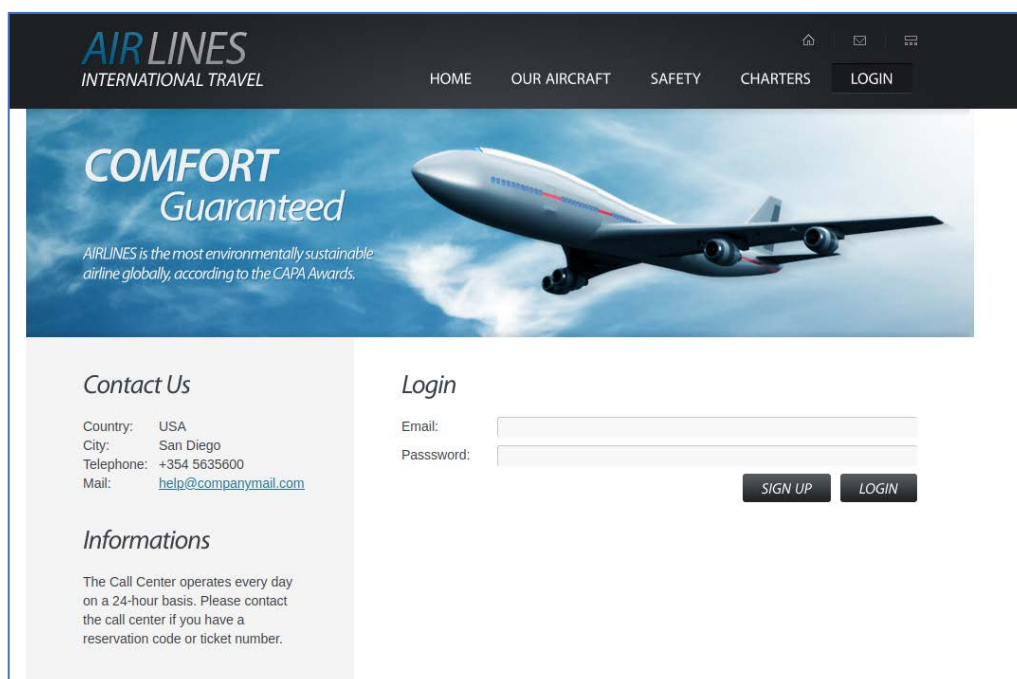 AIRLINES
INTERNATIONAL TRAVEL
HOME OUR AIRCRAFT SAFETY CHARTERS LOGIN
COMFORT
Guaranteed
AIRLINES is the most environmentally sustainable
airline globally, according to the CAPA Awards.
Contact Us
Country: USA
City: San Diego
Telephone: +354 5635600
Mail: help@companymail.com
Informations
The Call Center operates every day
on a 24-hour basis. Please contact
the call center if you have a
reservation code or ticket number.
Login
Email:
Passsword:
SIGN UP LOGIN